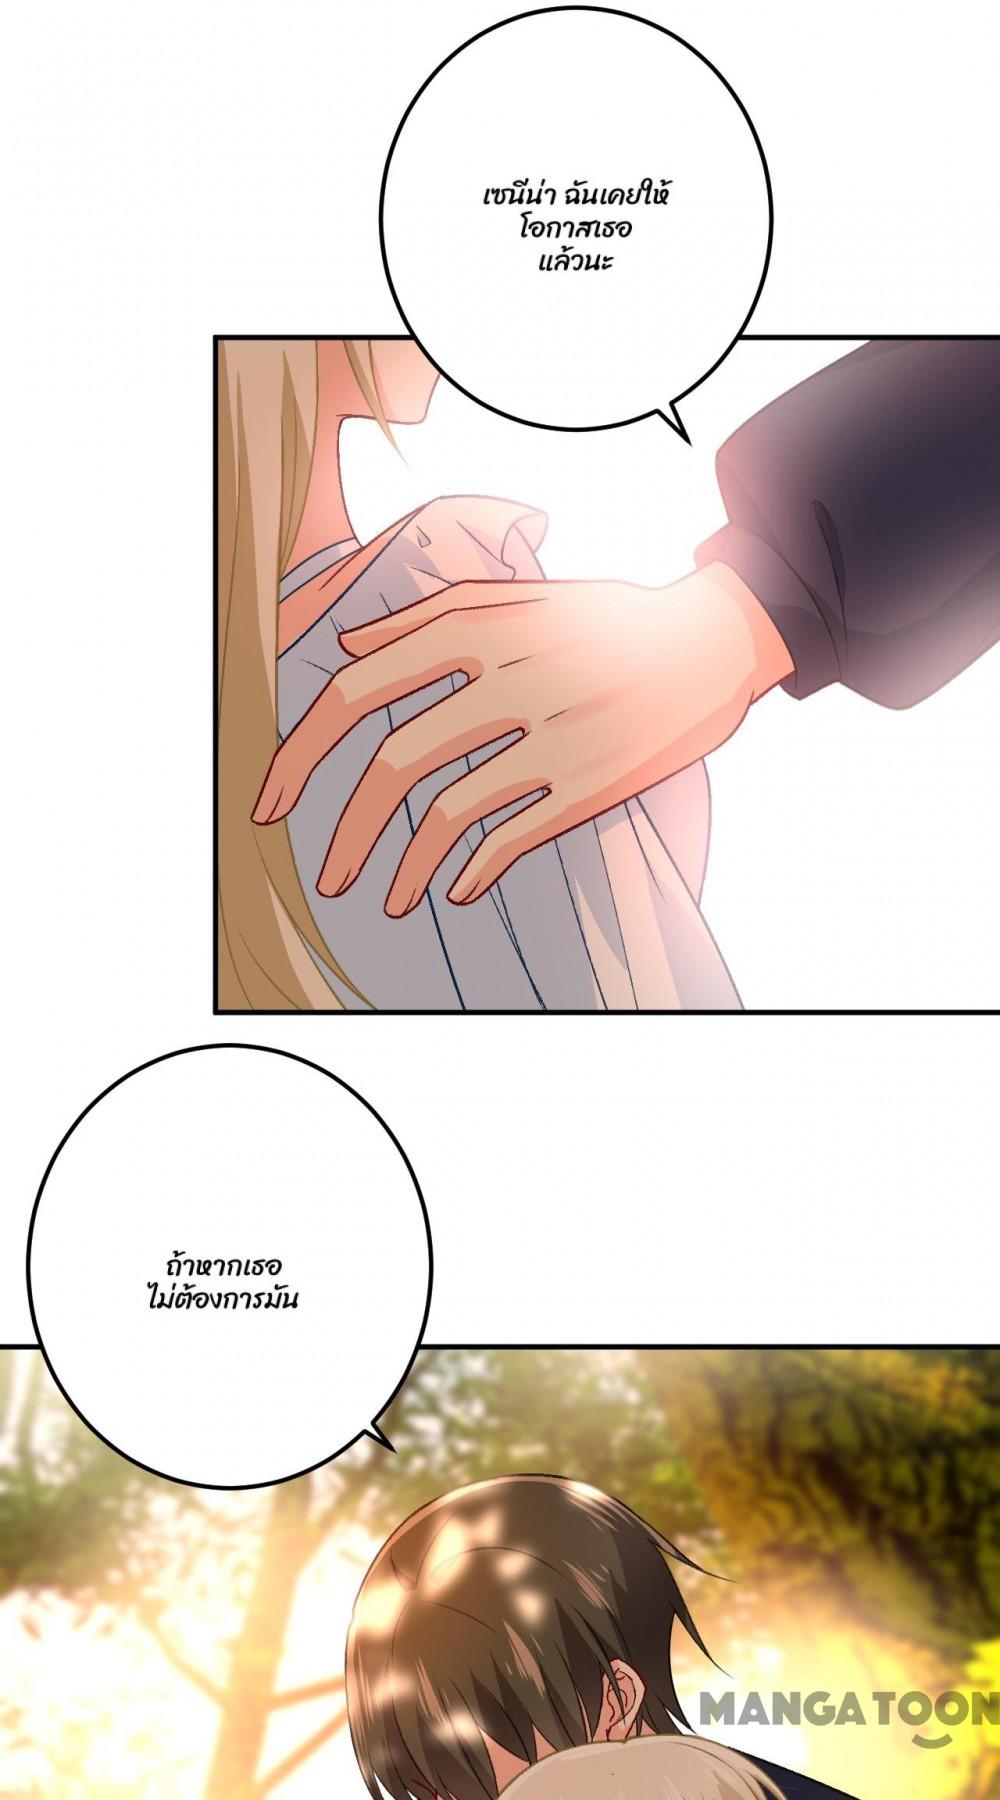 เซนีน่า ฉันเคยให้
โอกาสเธอ
แล้วนะ
ถ้าหากเธอ
ไม่ต้องการมัน
MANGATOON